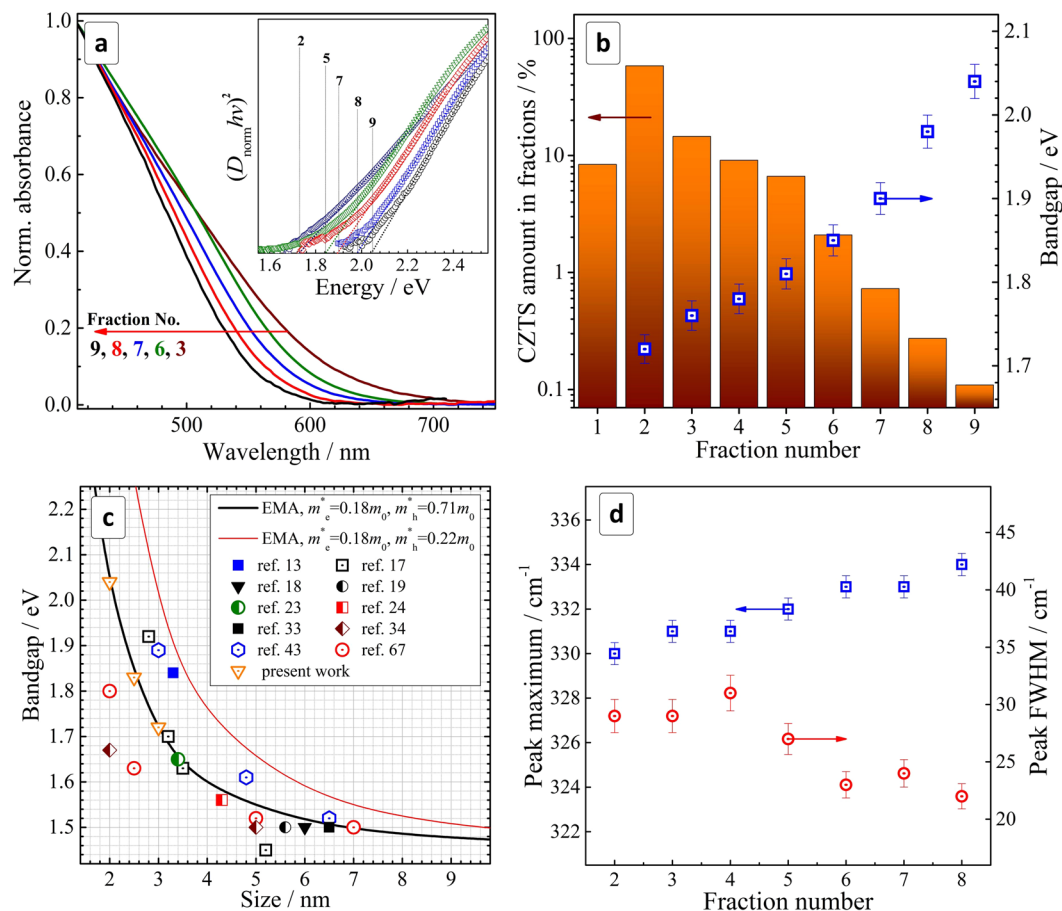 a
Norm. absorbance
1.0
0.8
0.6
0.4
0.2
0.0
500
600
700
Wavelength / nm
Fraction No.
9, 8, 7, 6, 3
(D_norm hν)²
2
5
7
8
9
1.6
1.8
2.0
2.2
2.4
Energy / eV
b
CZTS amount in fractions / %
100
10
1
0.1
1
2
3
4
5
6
7
8
9
Fraction number
2.1
2.0
1.9
1.8
1.7
Bandgap / eV
c
Bandgap / eV
2.2
2.1
2.0
1.9
1.8
1.7
1.6
1.5
EMA, m*_e=0.18m_0, m*_h=0.71m_0
EMA, m*_e=0.18m_0, m*_h=0.22m_0
ref. 13 ref. 17
ref. 18 ref. 19
ref. 23 ref. 24
ref. 33 ref. 34
ref. 43 ref. 67
present work
2
3
4
5
6
7
8
9
Size / nm
d
Peak maximum / cm⁻¹
336
334
332
330
328
326
324
322
2
3
4
5
6
7
8
Fraction number
45
40
35
30
25
20
Peak FWHM / cm⁻¹